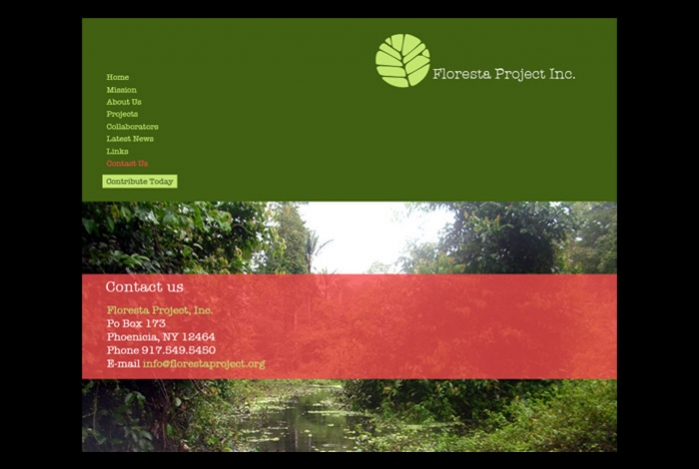 Floresta Project Inc.
Home
Mission
About Us
Projects
Collaborators
Latest News
Links
Contact Us
Contribute Today
Contact us
Floresta Project, Inc.
Po Box 173
Phoenicia, NY 12464
Phone 917.549.5450
E-mail info@florestaproject.org